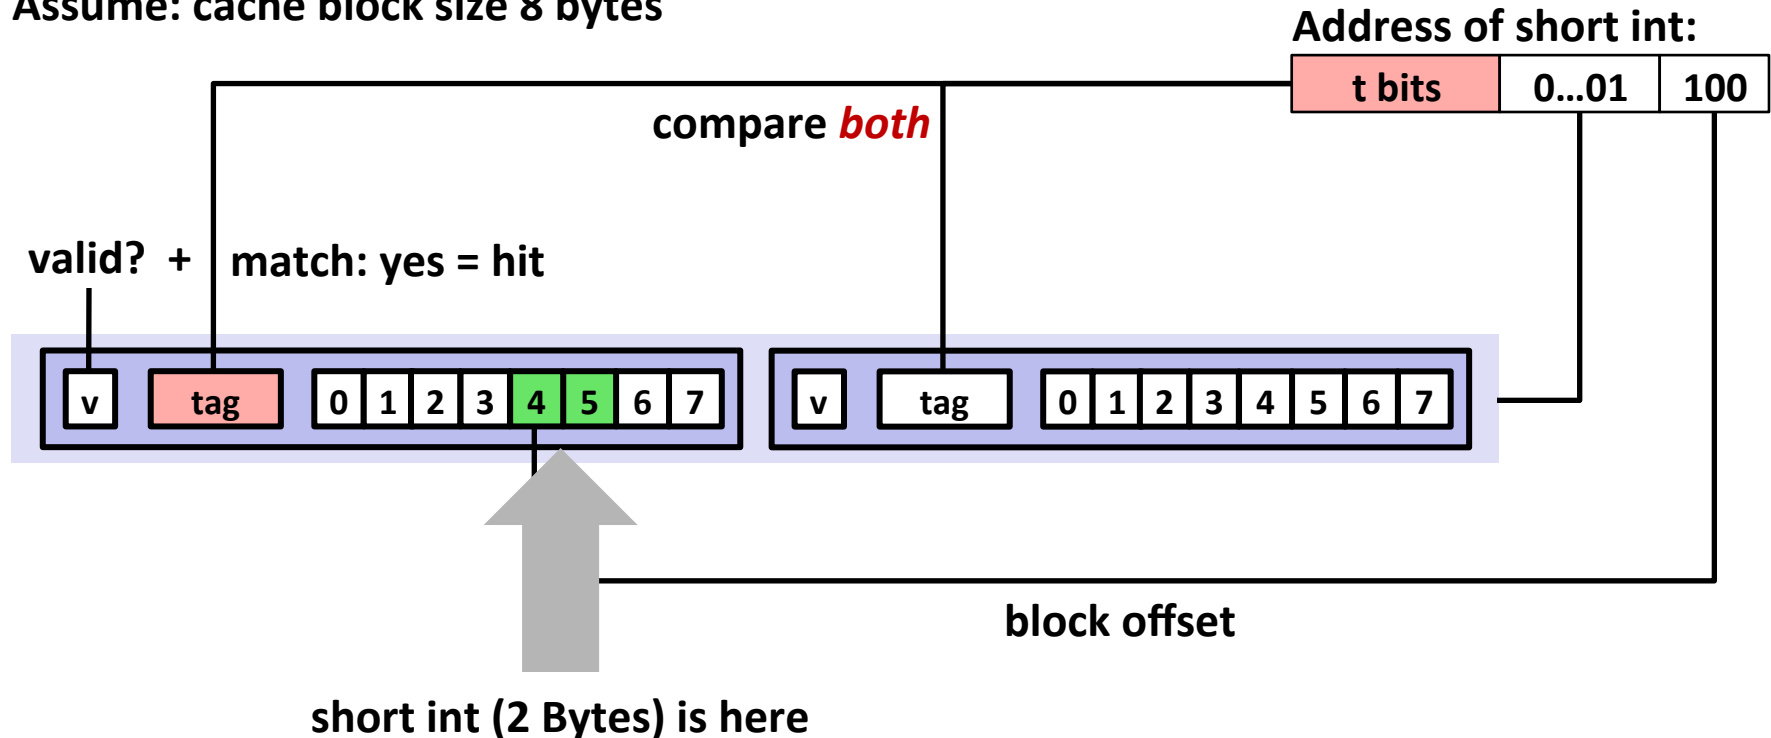 Assume: cache block size 8 bytes
Address of short int:
t bits 0...01 100
compare both
valid? + match: yes = hit
v tag 0 1 2 3 4 5 6 7 v tag 0 1 2 3 4 5 6 7
block offset
short int (2 Bytes) is here